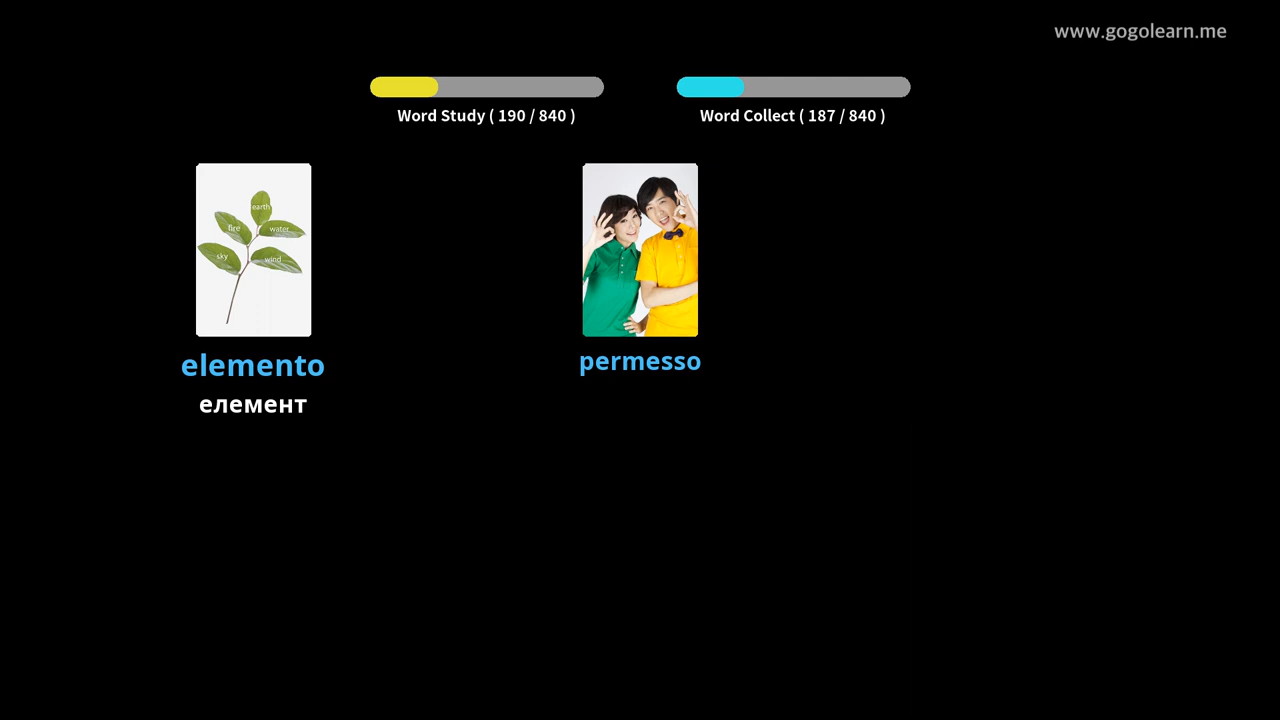 www.gogolearn.me
Word Study ( 190 / 840 )
Word Collect ( 187 / 840 )
earth
fire
water
sky
wind
elemento
permesso
елемент